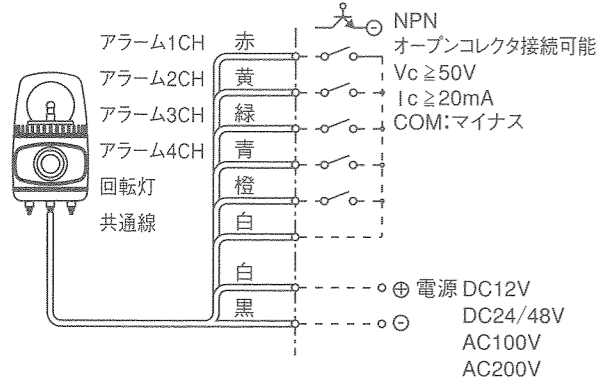 アラーム1CH 赤
アラーム2CH 黄
アラーム3CH 緑
アラーム4CH 青
回転灯 橙
共通線 白
白
黒
NPN
オープンコレクタ接続可能
Vc≧50V
Ic≧20mA
COM:マイナス
⊖
⊕ 電源 DC12V
⊖ DC24/48V
AC100V
AC200V